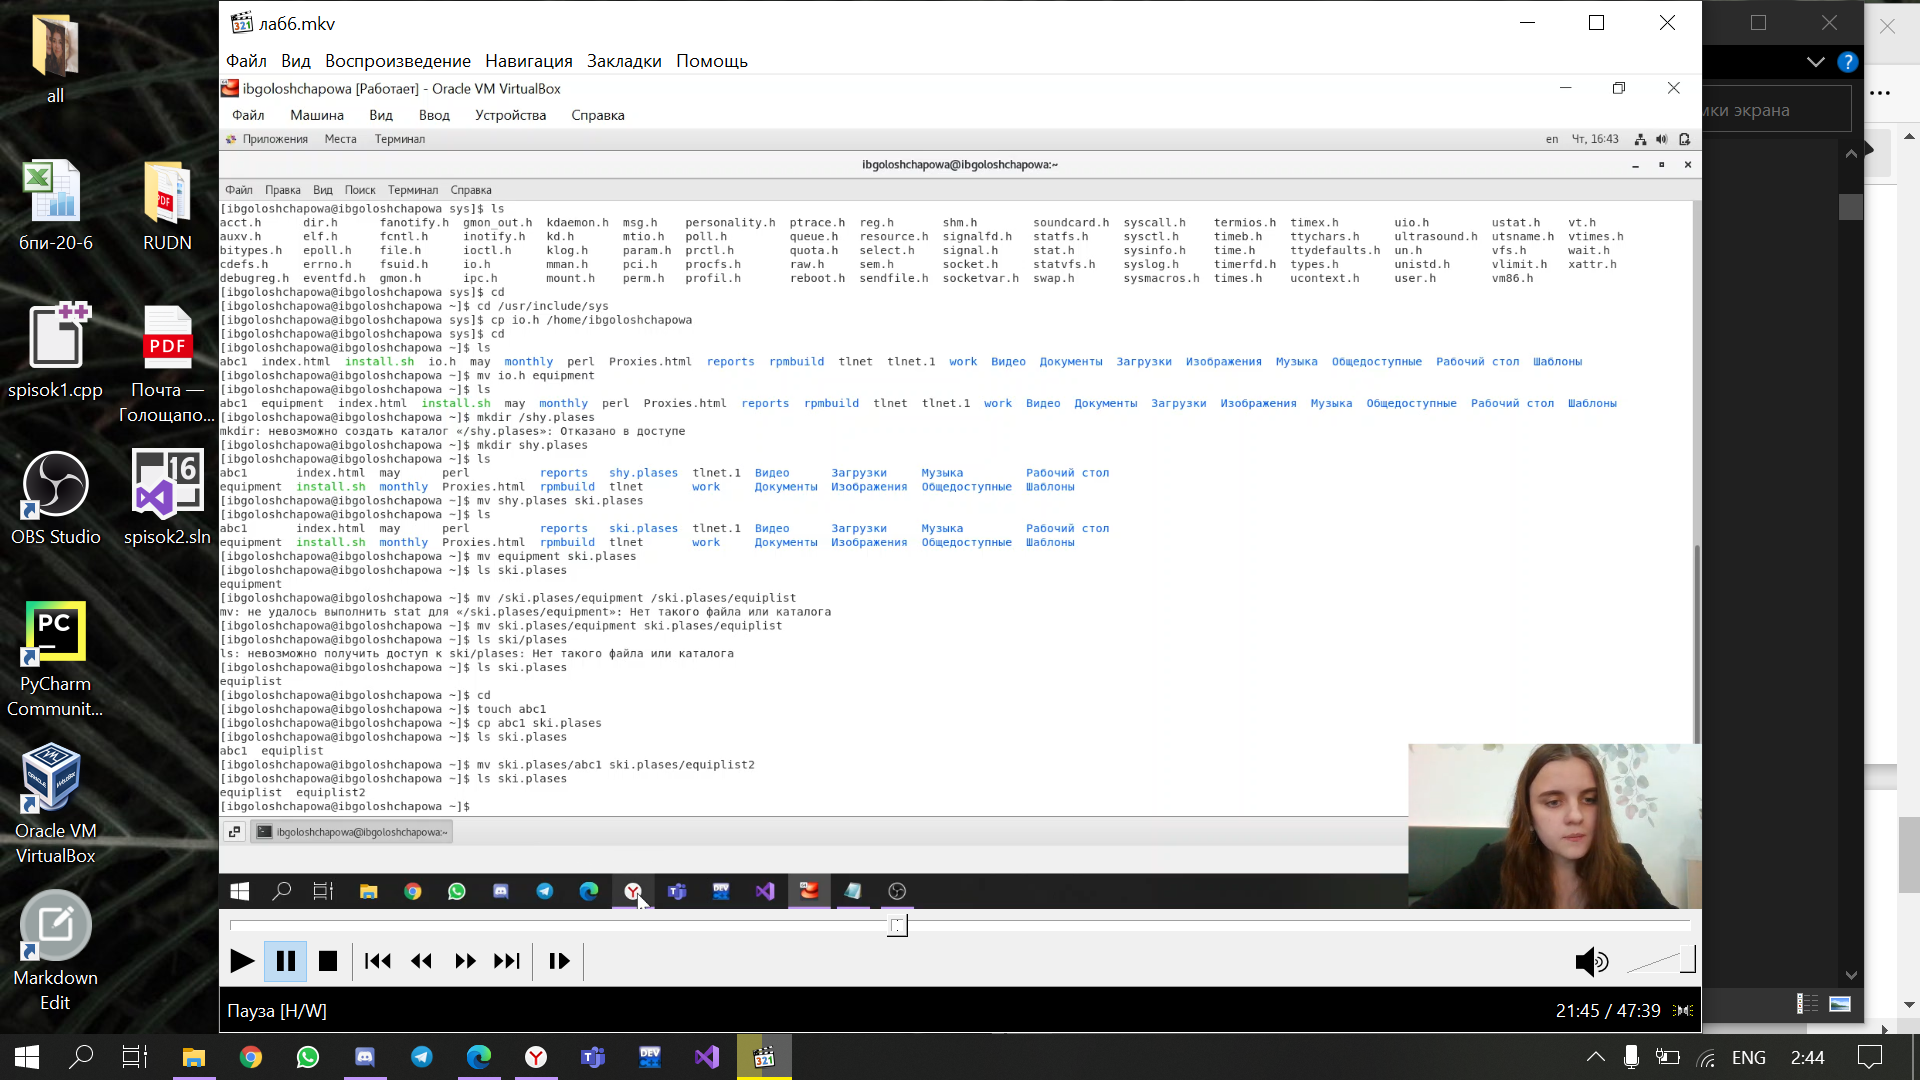 лаб6.mkv
Файл Вид Воспроизведение Навигация Закладки Помощь
ibgoloshchapowa [Работает] - Oracle VM VirtualBox
Файл Машина Вид Ввод Устройства Справка
Приложения Места Терминал en Чт, 16:43
ibgoloshchapowa@ibgoloshchapowa:~
Файл Правка Вид Поиск Терминал Справка
[ibgoloshchapowa@ibgoloshchapowa sys]$ ls
acct.h dir.h fanotify.h gmon_out.h kdaemon.h msg.h personality.h ptrace.h reg.h shm.h soundcard.h syscall.h termios.h timex.h uio.h ustat.h vt.h
auxv.h elf.h fcntl.h inotify.h kd.h mtio.h poll.h queue.h resource.h signalfd.h statfs.h sysctl.h timeb.h ttychars.h ultrasound.h utsname.h vtimes.h
bitypes.h epoll.h file.h ioctl.h klog.h param.h prctl.h quota.h select.h signal.h stat.h sysinfo.h time.h ttydefaults.h un.h vfs.h wait.h
cdefs.h errno.h fsuid.h io.h mman.h pci.h procfs.h raw.h sem.h socket.h statvfs.h syslog.h timerfd.h types.h unistd.h vlimit.h xattr.h
debugreg.h eventfd.h gmon.h ipc.h mount.h perm.h profil.h reboot.h sendfile.h socketvar.h swap.h sysmacros.h times.h ucontext.h user.h vm86.h
[ibgoloshchapowa@ibgoloshchapowa sys]$ cd
[ibgoloshchapowa@ibgoloshchapowa ~]$ cd /usr/include/sys
[ibgoloshchapowa@ibgoloshchapowa sys]$ cp io.h /home/ibgoloshchapowa
[ibgoloshchapowa@ibgoloshchapowa sys]$ cd
[ibgoloshchapowa@ibgoloshchapowa ~]$ ls
abc1 index.html install.sh io.h may monthly perl Proxies.html reports rpmbuild tlnet tlnet.1 work Видео Документы Загрузки Изображения Музыка Общедоступные Рабочий стол Шаблоны
[ibgoloshchapowa@ibgoloshchapowa ~]$ mv io.h equipment
[ibgoloshchapowa@ibgoloshchapowa ~]$ ls
abc1 equipment index.html install.sh may monthly perl Proxies.html reports rpmbuild tlnet tlnet.1 work Видео Документы Загрузки Изображения Музыка Общедоступные Рабочий стол Шаблоны
[ibgoloshchapowa@ibgoloshchapowa ~]$ mkdir /shy.plases
mkdir: невозможно создать каталог «/shy.plases»: Отказано в доступе
[ibgoloshchapowa@ibgoloshchapowa ~]$ mkdir shy.plases
[ibgoloshchapowa@ibgoloshchapowa ~]$ ls
abc1 index.html may perl reports shy.plases tlnet.1 Видео Загрузки Музыка Рабочий стол
equipment install.sh monthly Proxies.html rpmbuild tlnet work Документы Изображения Общедоступные Шаблоны
[ibgoloshchapowa@ibgoloshchapowa ~]$ mv shy.plases ski.plases
[ibgoloshchapowa@ibgoloshchapowa ~]$ ls
abc1 index.html may perl reports ski.plases tlnet.1 Видео Загрузки Музыка Рабочий стол
equipment install.sh monthly Proxies.html rpmbuild tlnet work Документы Изображения Общедоступные Шаблоны
[ibgoloshchapowa@ibgoloshchapowa ~]$ mv equipment ski.plases
[ibgoloshchapowa@ibgoloshchapowa ~]$ ls ski.plases
equipment
[ibgoloshchapowa@ibgoloshchapowa ~]$ mv /ski.plases/equipment /ski.plases/equiplist
mv: не удалось выполнить stat для «/ski.plases/equipment»: Нет такого файла или каталога
[ibgoloshchapowa@ibgoloshchapowa ~]$ mv ski.plases/equipment ski.plases/equiplist
[ibgoloshchapowa@ibgoloshchapowa ~]$ ls ski/plases
ls: невозможно получить доступ к ski/plases: Нет такого файла или каталога
[ibgoloshchapowa@ibgoloshchapowa ~]$ ls ski.plases
equiplist
[ibgoloshchapowa@ibgoloshchapowa ~]$ cd
[ibgoloshchapowa@ibgoloshchapowa ~]$ touch abc1
[ibgoloshchapowa@ibgoloshchapowa ~]$ cp abc1 ski.plases
[ibgoloshchapowa@ibgoloshchapowa ~]$ ls ski.plases
abc1 equiplist
[ibgoloshchapowa@ibgoloshchapowa ~]$ mv ski.plases/abc1 ski.plases/equiplist2
[ibgoloshchapowa@ibgoloshchapowa ~]$ ls ski.plases
equiplist equiplist2
[ibgoloshchapowa@ibgoloshchapowa ~]$
ibgoloshchapowa@ibgoloshchapowa:~
Пауза [H/W] 21:45 / 47:39
экрана
all
бпи-20-6
RUDN
spisok1.cpp
PDF
Почта —
Голощапо...
OBS Studio
16
spisok2.sln
PC
PyCharm
Communit...
Oracle VM
VirtualBox
Markdown
Edit
DEV
321
ENG 2:44